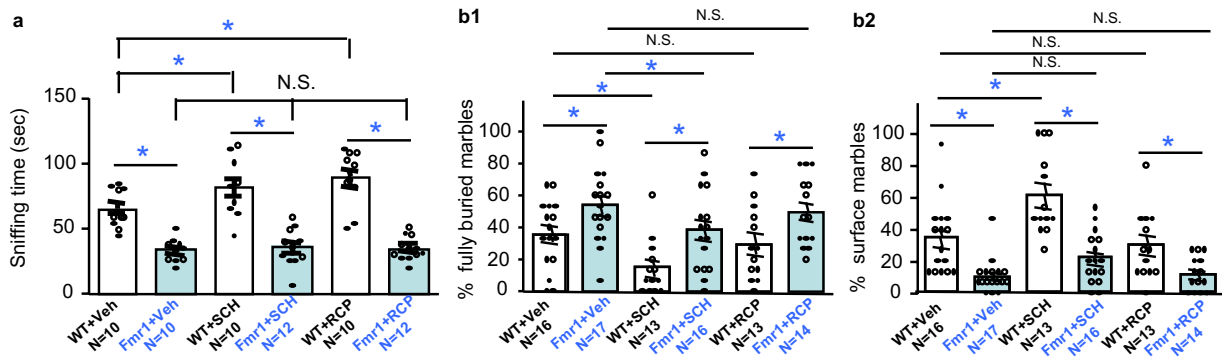 a
*
*
*
N.S.
*
*
*
Sniffing time (sec)
150
100
50
0
WT+Veh
N=10
Fmr1+Veh
N=10
WT+SCH
N=10
Fmr1+SCH
N=12
WT+RCP
N=10
Fmr1+RCP
N=12
b1
N.S.
N.S.
*
*
*
*
*
% fully buried marbles
100
80
60
40
20
0
WT+Veh
N=16
Fmr1+Veh
N=17
WT+SCH
N=13
Fmr1+SCH
N=16
WT+RCP
N=13
Fmr1+RCP
N=14
b2
N.S.
N.S.
N.S.
*
*
*
*
% surface marbles
100
80
60
40
20
0
WT+Veh
N=16
Fmr1+Veh
N=17
WT+SCH
N=13
Fmr1+SCH
N=16
WT+RCP
N=13
Fmr1+RCP
N=14